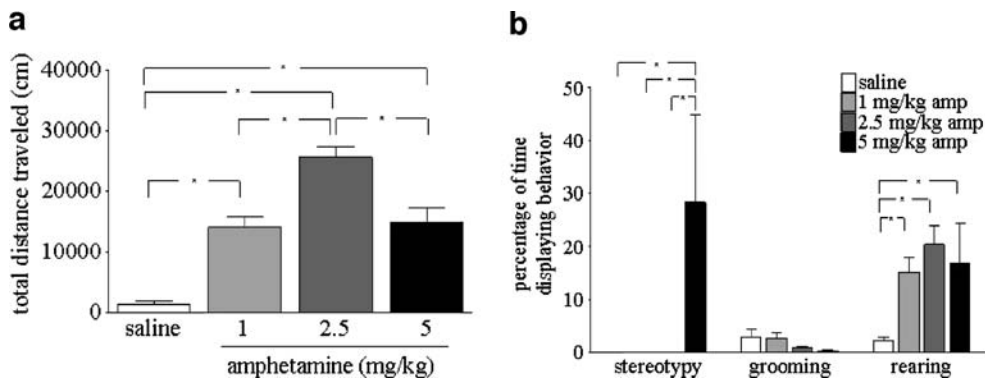 a
total distance traveled (cm)
40000
30000
20000
10000
0
* * * * * *
saline 1 2.5 5
amphetamine (mg/kg)
b
percentage of time
displaying behavior
50
40
30
20
10
0
* * * * * *
saline
1 mg/kg amp
2.5 mg/kg amp
5 mg/kg amp
stereotypy grooming rearing